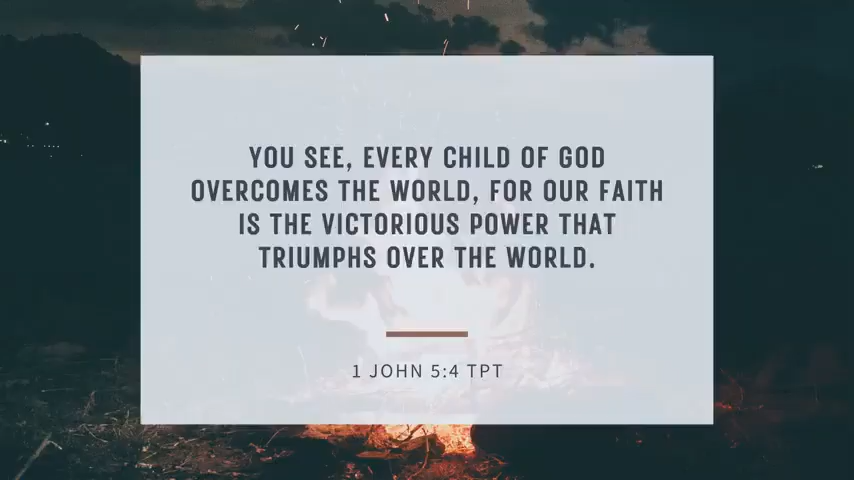 YOU SEE, EVERY CHILD OF GOD
OVERCOMES THE WORLD, FOR OUR FAITH
IS THE VICTORIOUS POWER THAT
TRIUMPHS OVER THE WORLD.
1 JOHN 5:4 TPT